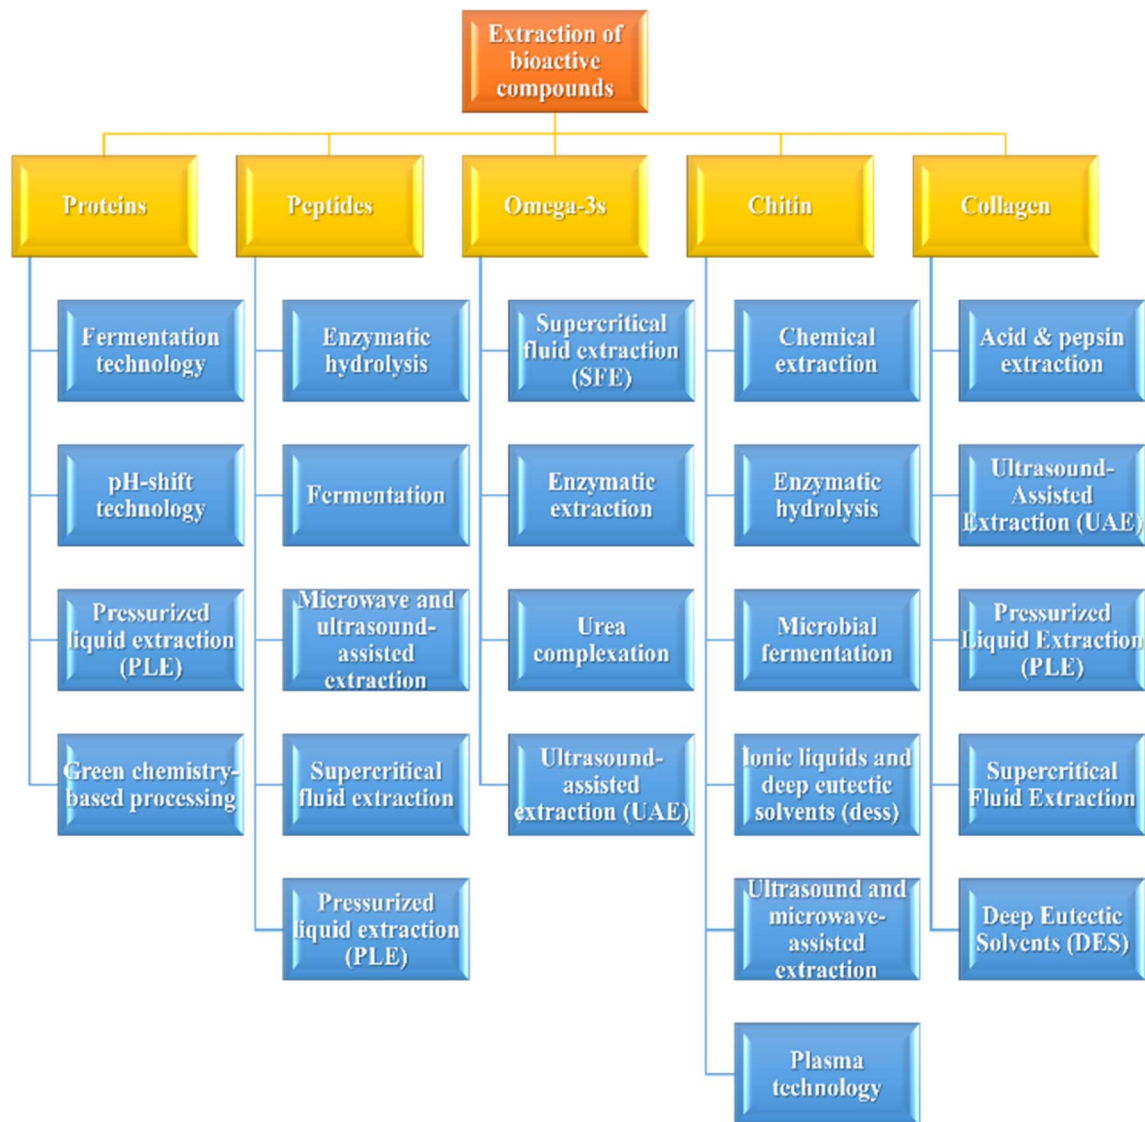 Extraction of
bioactive
compounds
Proteins
Peptides
Omega-3s
Chitin
Collagen
Fermentation
technology
pH-shift
technology
Pressurized
liquid extraction
(PLE)
Green chemistry-
based processing
Enzymatic
hydrolysis
Fermentation
Microwave and
ultrasound-
assisted
extraction
Supercritical
fluid extraction
Pressurized
liquid extraction
(PLE)
Supercritical
fluid extraction
(SFE)
Enzymatic
extraction
Urea
complexation
Ultrasound-
assisted
extraction (UAE)
Chemical
extraction
Enzymatic
hydrolysis
Microbial
fermentation
Ionic liquids and
deep eutectic
solvents (dess)
Ultrasound and
microwave-
assisted
extraction
Plasma
technology
Acid & pepsin
extraction
Ultrasound-
Assisted
Extraction (UAE)
Pressurized
Liquid Extraction
(PLE)
Supercritical
Fluid Extraction
Deep Eutectic
Solvents (DES)